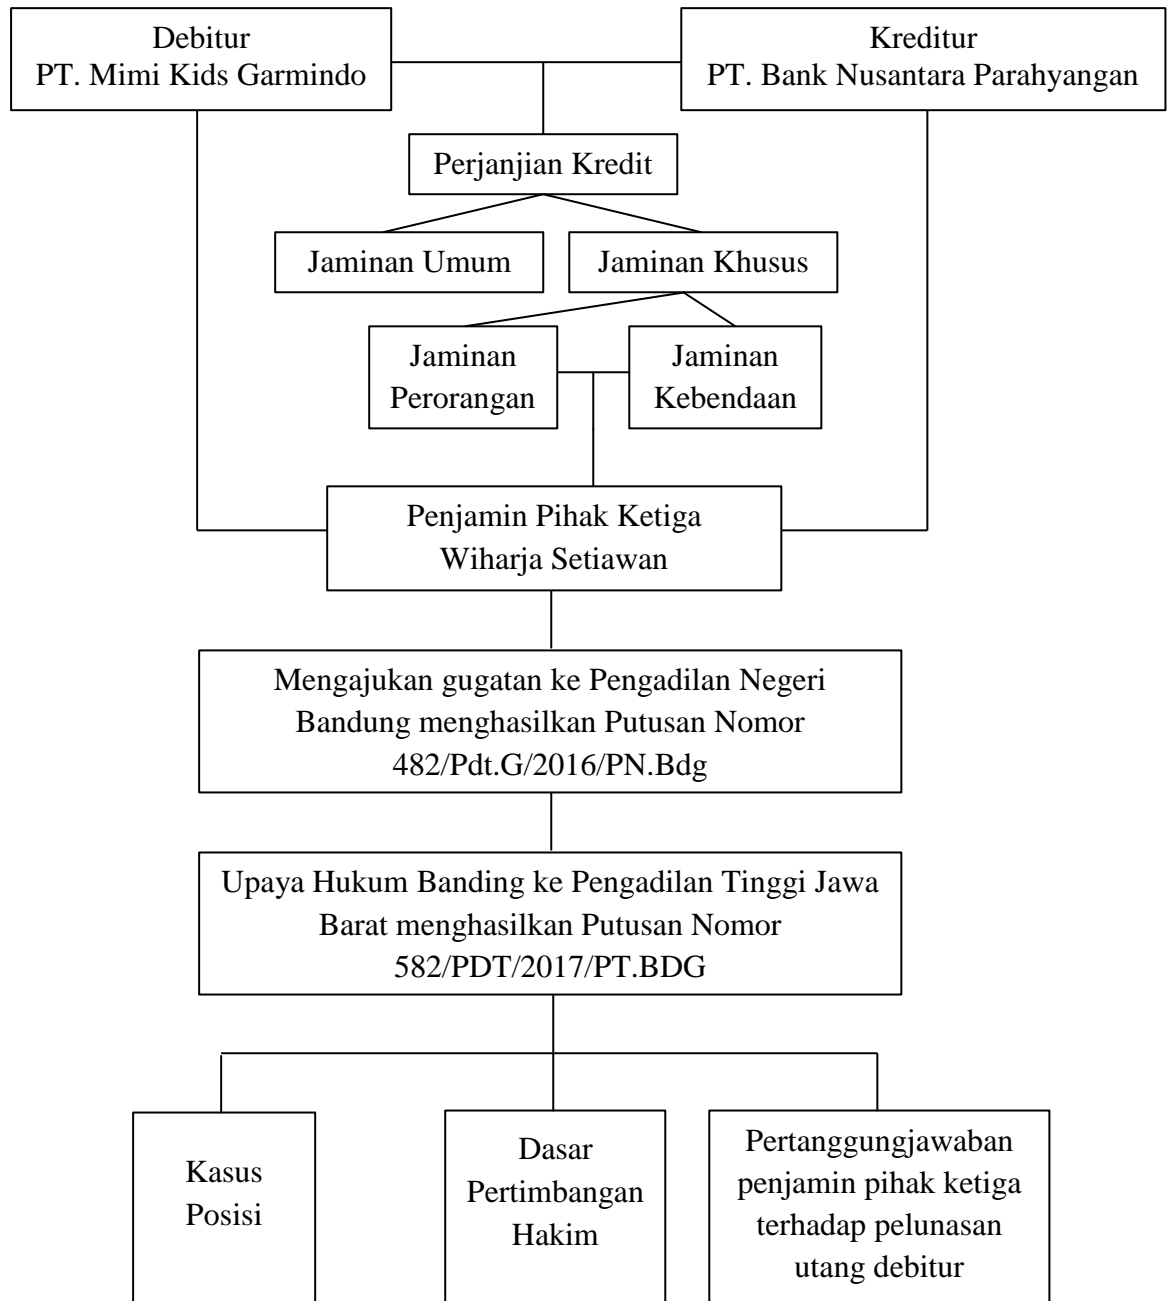 Debitur
PT. Mimi Kids Garmindo
Kreditur
PT. Bank Nusantara Parahyangan
Perjanjian Kredit
Jaminan Umum
Jaminan Khusus
Jaminan
Perorangan
Jaminan
Kebendaan
Penjamin Pihak Ketiga
Wiharja Setiawan
Mengajukan gugatan ke Pengadilan Negeri
Bandung menghasilkan Putusan Nomor
482/Pdt.G/2016/PN.Bdg
Upaya Hukum Banding ke Pengadilan Tinggi Jawa
Barat menghasilkan Putusan Nomor
582/PDT/2017/PT.BDG
Kasus
Posisi
Dasar
Pertimbangan
Hakim
Pertanggungjawaban
penjamin pihak ketiga
terhadap pelunasan
utang debitur